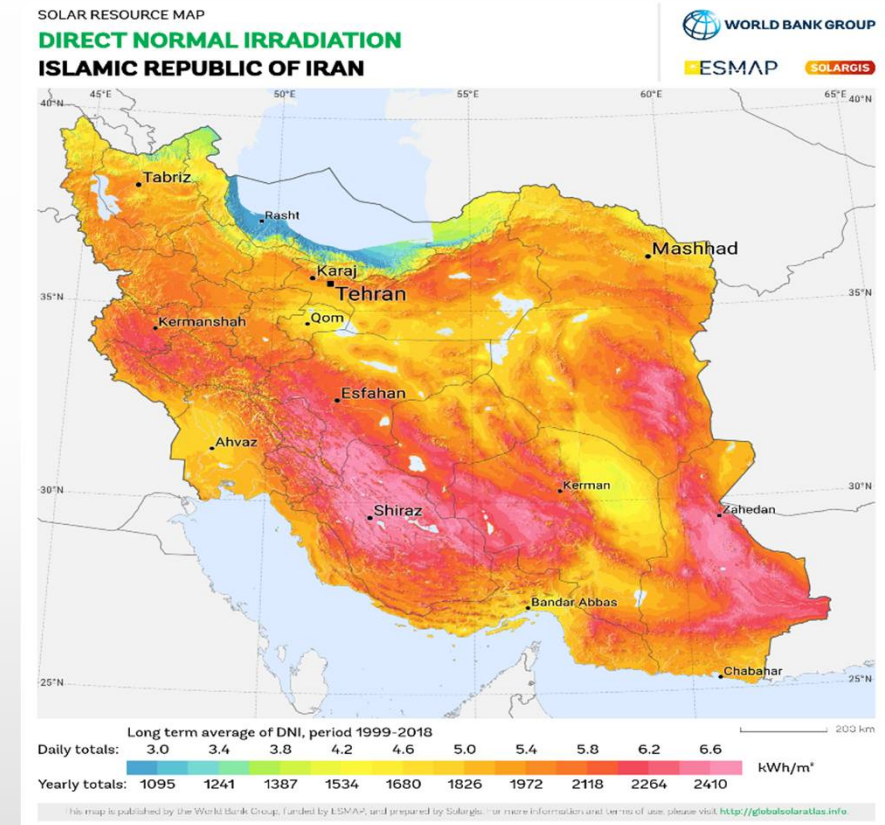 SOLAR RESOURCE MAP
DIRECT NORMAL IRRADIATION
ISLAMIC REPUBLIC OF IRAN
WORLD BANK GROUP
ESMAP
SOLARGIS
45°E 50°E 55°E 60°E 65°E
40°N 40°N
Tabriz
Rasht
Mashhad
Karaj
Tehran
35°N 35°N
Kermanshah
Qom
Esfahan
Ahvaz
30°N 30°N
Kerman
Shiraz
Zahedan
Bandar Abbas
Chabahar
25°N 25°N
Long term average of DNI, period 1999-2018
200 km
Daily totals: 3.0 3.4 3.8 4.2 4.6 5.0 5.4 5.8 6.2 6.6
kWh/m²
Yearly totals: 1095 1241 1387 1534 1680 1826 1972 2118 2264 2410
This map is published by the World Bank Group, funded by ESMAP, and prepared by Solargis. For more information and terms of use, please visit http://globalsolaratlas.info.